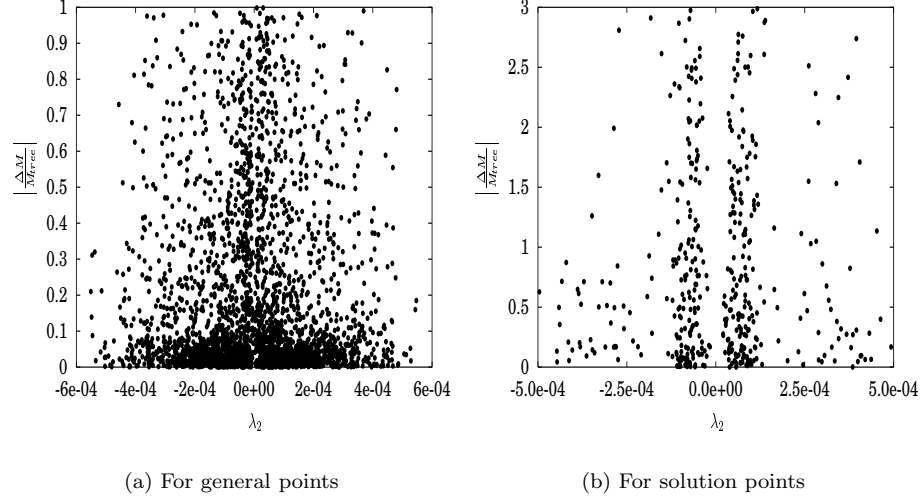 1
0.9
0.8
0.7
0.6
0.5
0.4
0.3
0.2
0.1
0
-6e-04 -4e-04 -2e-04 0e+00 2e-04 4e-04 6e-04
|ΔM/M_tree|
λ2
(a) For general points
3
2.5
2
1.5
1
0.5
0
-5.0e-04 -2.5e-04 0.0e+00 2.5e-04 5.0e-04
|ΔM/M_tree|
λ2
(b) For solution points